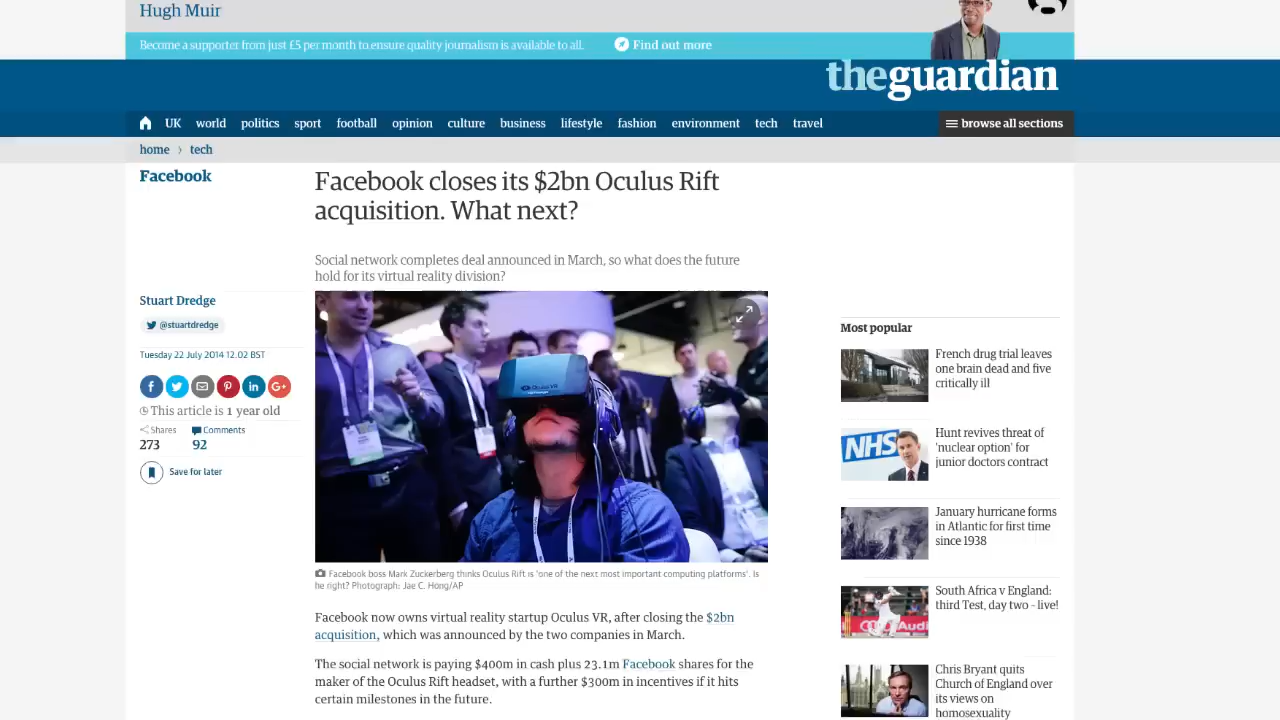 Hugh Muir
Become a supporter from just £5 per month to ensure quality journalism is available to all.
Find out more
theguardian
UK world politics sport football opinion culture business lifestyle fashion environment tech travel
browse all sections
home › tech
Facebook
Facebook closes its $2bn Oculus Rift
acquisition. What next?
Social network completes deal announced in March, so what does the future
hold for its virtual reality division?
Stuart Dredge
@stuartdredge
Tuesday 22 July 2014 12.02 BST
This article is 1 year old
Shares
273
Comments
92
Save for later
Oculus VR
Facebook boss Mark Zuckerberg thinks Oculus Rift is 'one of the next most important computing platforms'. Is
he right? Photograph: Jae C. Hong/AP
Facebook now owns virtual reality startup Oculus VR, after closing the $2bn
acquisition, which was announced by the two companies in March.
The social network is paying $400m in cash plus 23.1m Facebook shares for the
maker of the Oculus Rift headset, with a further $300m in incentives if it hits
certain milestones in the future.
Most popular
French drug trial leaves
one brain dead and five
critically ill
NHS
Hunt revives threat of
'nuclear option' for
junior doctors contract
January hurricane forms
in Atlantic for first time
since 1938
South Africa v England:
third Test, day two – live!
Audi
Chris Bryant quits
Church of England over
its views on
homosexuality